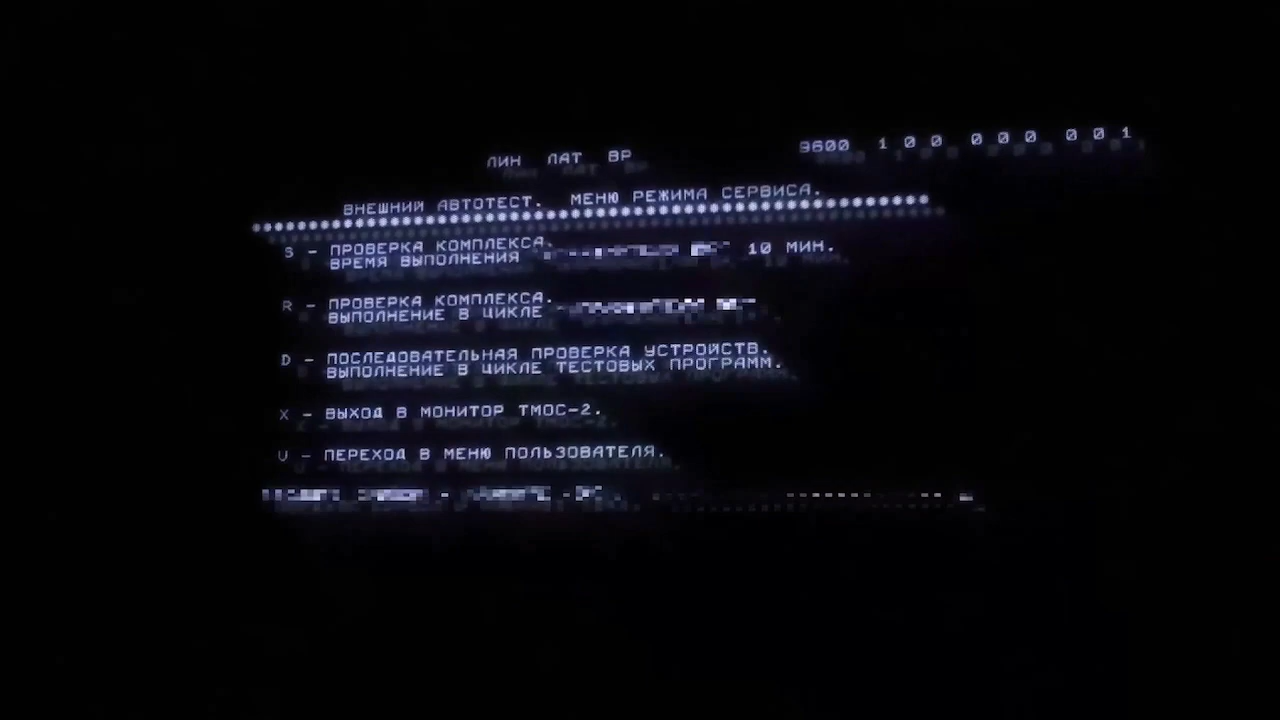 ЛИН ЛАТ ВР 9600 1 0 0 0 0 0 0 0 1
ВНЕШНИЙ АВТОТЕСТ. МЕНЮ РЕЖИМА СЕРВИСА.
S - ПРОВЕРКА КОМПЛЕКСА.
ВРЕМЯ ВЫПОЛНЕНИЯ 10 МИН.
R - ПРОВЕРКА КОМПЛЕКСА.
ВЫПОЛНЕНИЕ В ЦИКЛЕ
D - ПОСЛЕДОВАТЕЛЬНАЯ ПРОВЕРКА УСТРОЙСТВ.
ВЫПОЛНЕНИЕ В ЦИКЛЕ ТЕСТОВЫХ ПРОГРАММ.
X - ВЫХОД В МОНИТОР ТМОС-2.
U - ПЕРЕХОД В МЕНЮ ПОЛЬЗОВАТЕЛЯ.